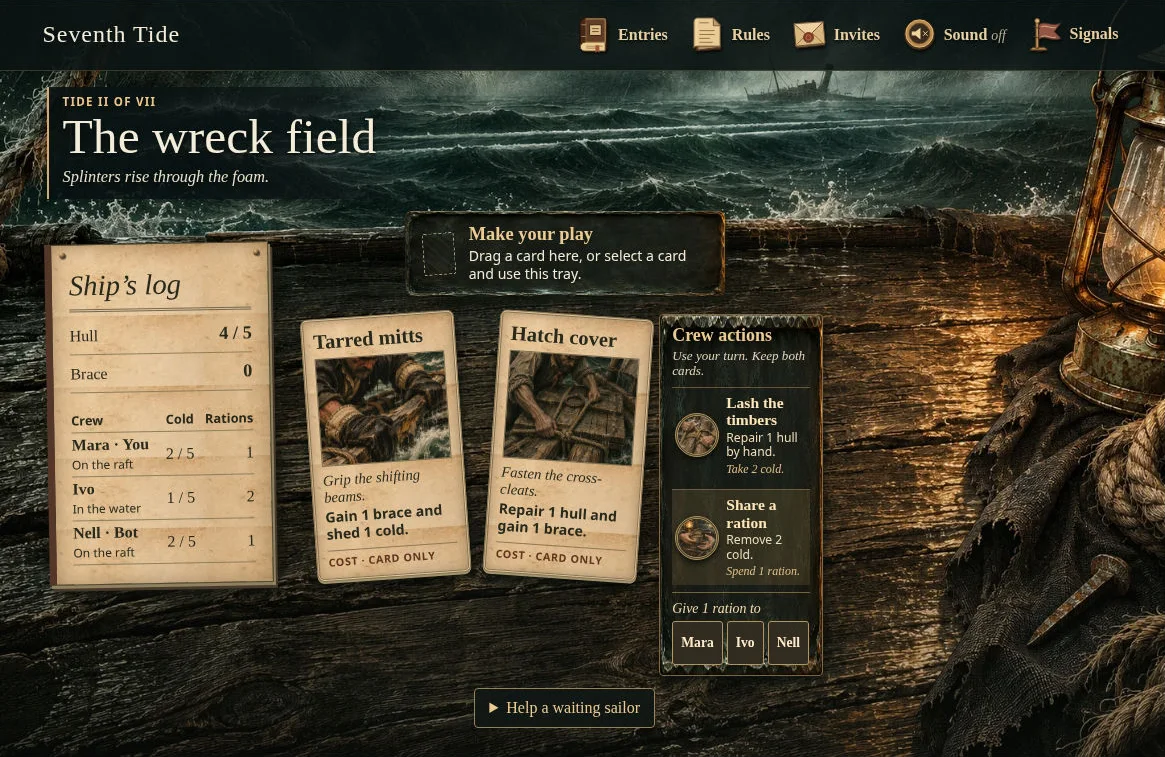 Seventh Tide
Entries
Rules
Invites
Sound off
Signals
TIDE II OF VII
The wreck field
Splinters rise through the foam.
Make your play
Drag a card here, or select a card
and use this tray.
Ship's log
Hull 4 / 5
Brace 0
Crew Cold Rations
Mara · You
On the raft
2 / 5 1
Ivo
In the water
1 / 5 2
Nell · Bot
On the raft
2 / 5 1
Tarred mitts
Grip the shifting
beams.
Gain 1 brace and
shed 1 cold.
COST · CARD ONLY
Hatch cover
Fasten the cross-
cleats.
Repair 1 hull and
gain 1 brace.
COST · CARD ONLY
Crew actions
Use your turn. Keep both
cards.
Lash the
timbers
Repair 1 hull
by hand.
Take 2 cold.
Share a
ration
Remove 2
cold.
Spend 1 ration.
Give 1 ration to
Mara
Ivo
Nell
Help a waiting sailor